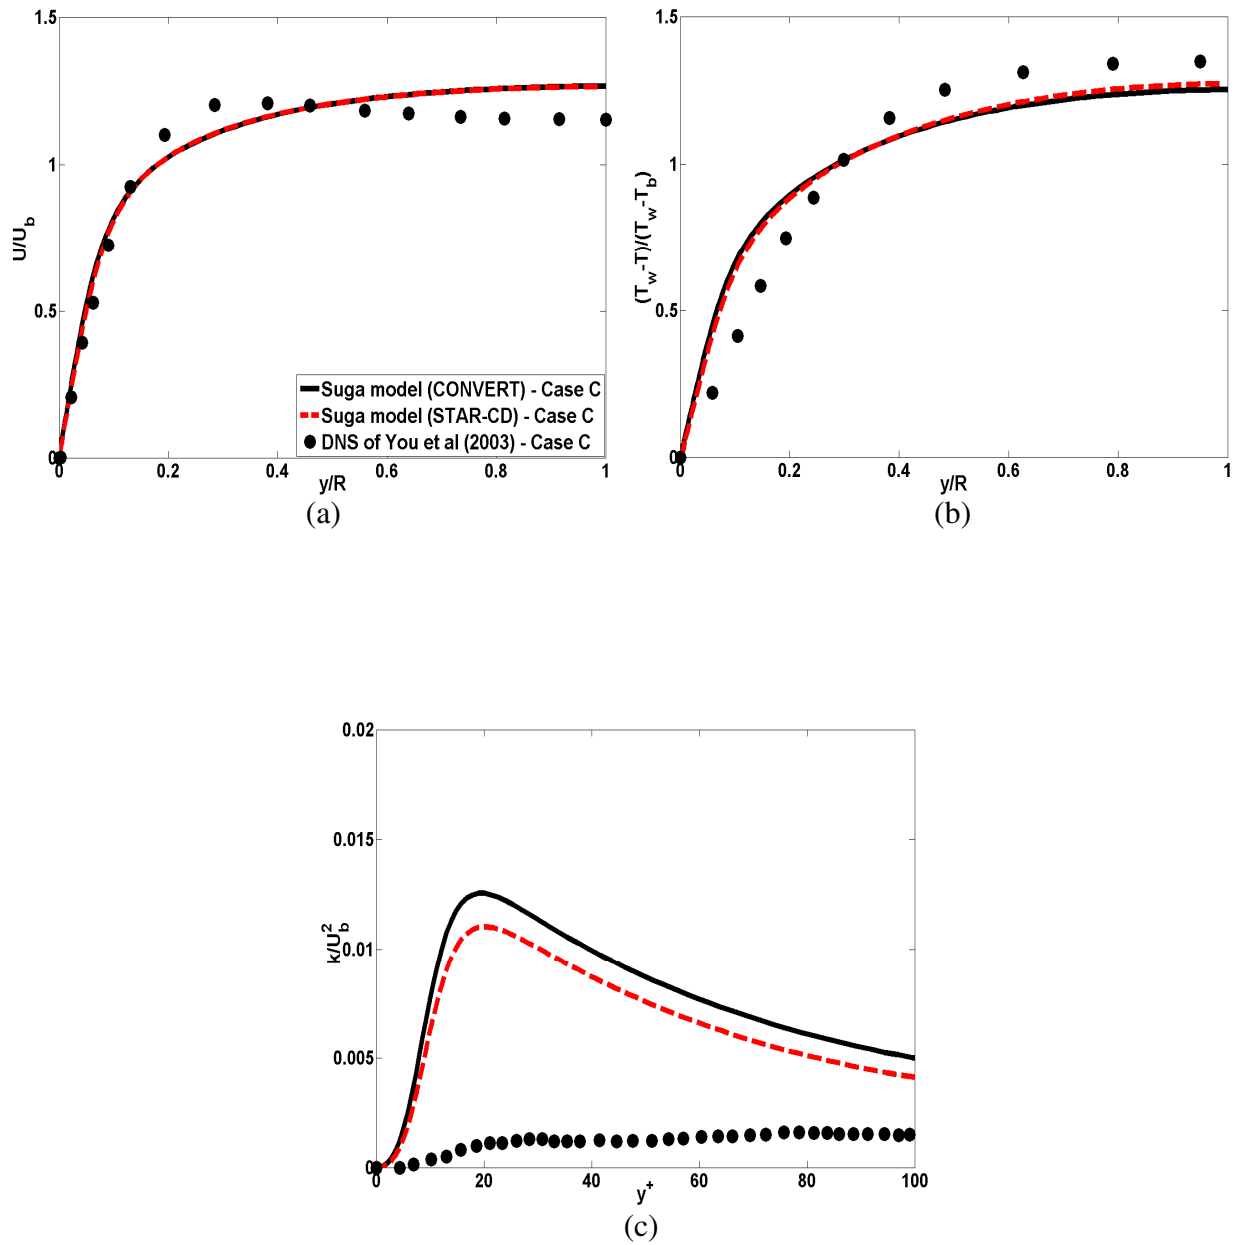 1.5
1
0.5
0
U/U_b
0
0.2
0.4
0.6
0.8
1
y/R
Suga model (CONVERT) - Case C
Suga model (STAR-CD) - Case C
DNS of You et al (2003) - Case C
(a)
1.5
1
0.5
0
(T_w-T)/(T_w-T_b)
0
0.2
0.4
0.6
0.8
1
y/R
(b)
0.02
0.015
0.01
0.005
0
k/U_b^2
0
20
40
60
80
100
y^+
(c)